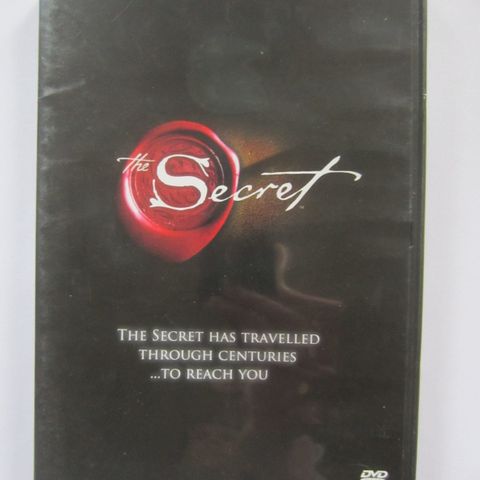 the Secret
THE SECRET HAS TRAVELLED
THROUGH CENTURIES
...TO REACH YOU
DVD